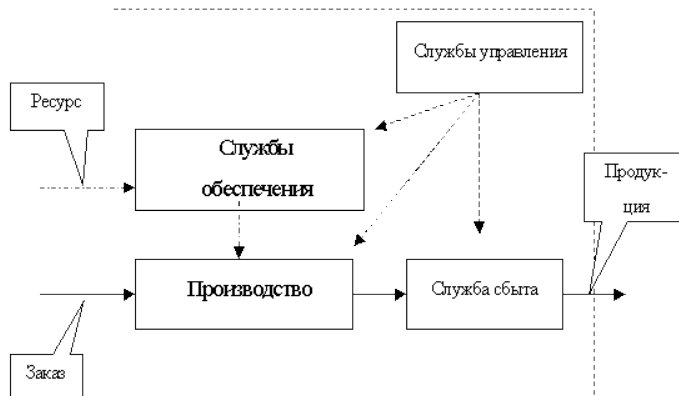 Службы управления
Ресурс
Службы
обеспечения
Продук-
ция
Производство
Служба сбыта
Заказ